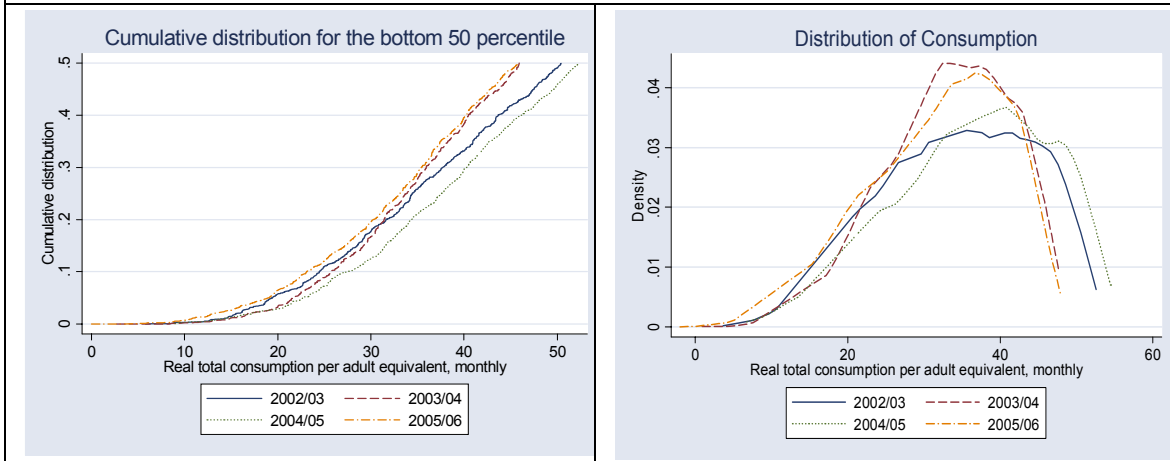 Cumulative distribution for the bottom 50 percentile
Cumulative distribution
.5
.4
.3
.2
.1
0
0 10 20 30 40 50
Real total consumption per adult equivalent, monthly
2002/03 2003/04
2004/05 2005/06
Distribution of Consumption
Density
.04
.03
.02
.01
0
0 20 40 60
Real total consumption per adult equivalent, monthly
2002/03 2003/04
2004/05 2005/06